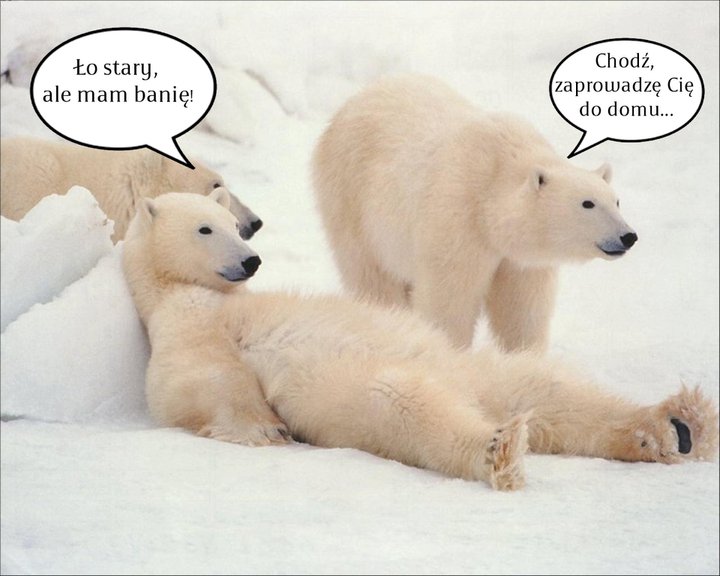 Ło stary,
ale mam banię!
Chodź,
zaprowadzę Cię
do domu...